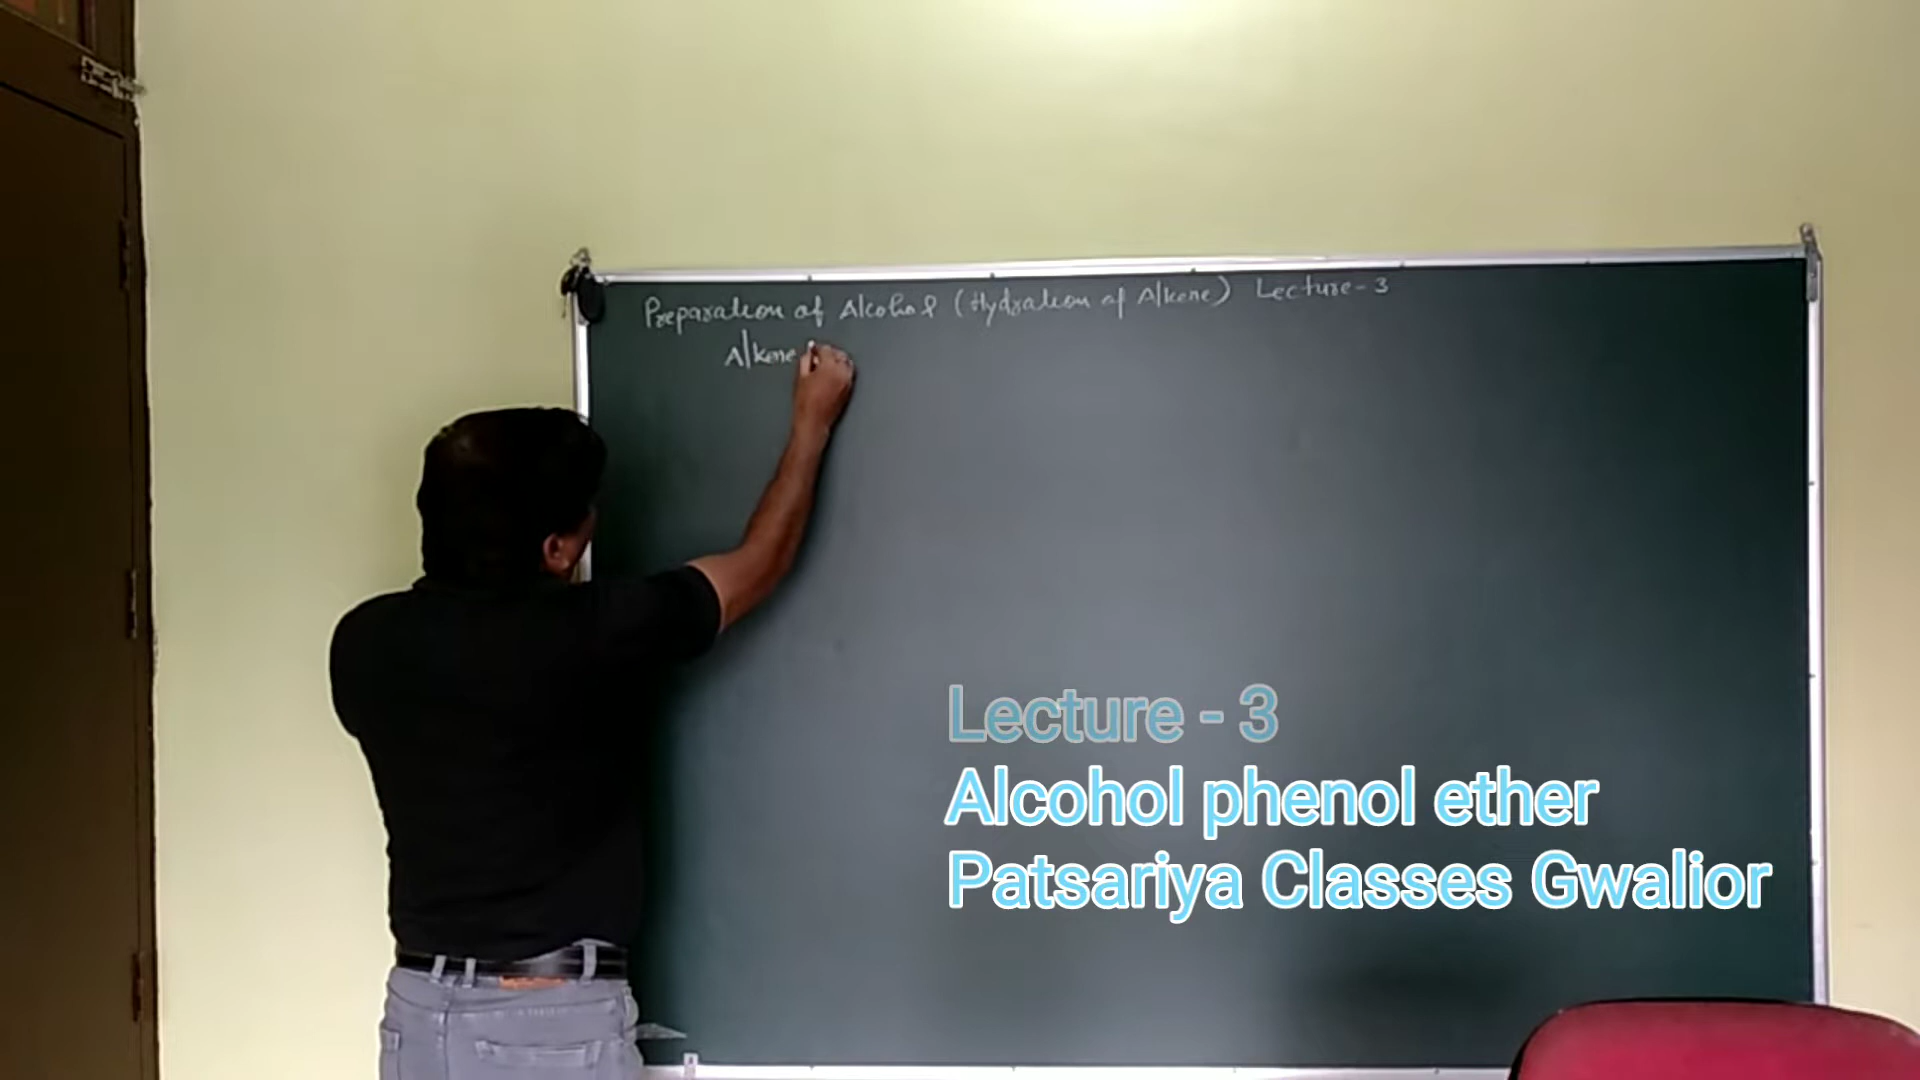 Preparation of Alcohol (Hydration of Alkene) Lecture-3
Alkene
Lecture - 3
Alcohol phenol ether
Patsariya Classes Gwalior